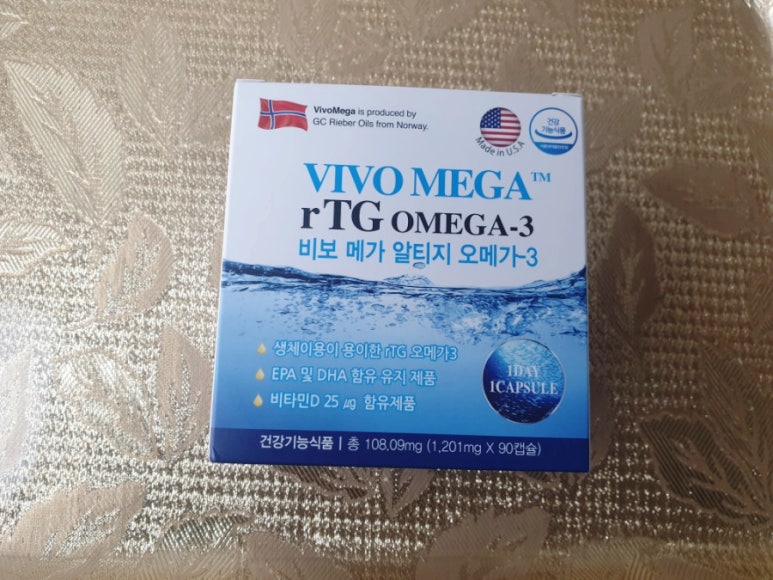 VivoMega is produced by
GC Rieber Oils from Norway.
Made in U.S.A
건강
기능식품
VIVO MEGA™
rTG OMEGA-3
비보 메가 알티지 오메가-3
생체이용이 용이한 rTG 오메가3
EPA 및 DHA 함유 유지 제품
비타민D 25 ㎍ 함유제품
1DAY
1CAPSULE
건강기능식품 | 총 108,09mg (1,201mg X 90캡슐)